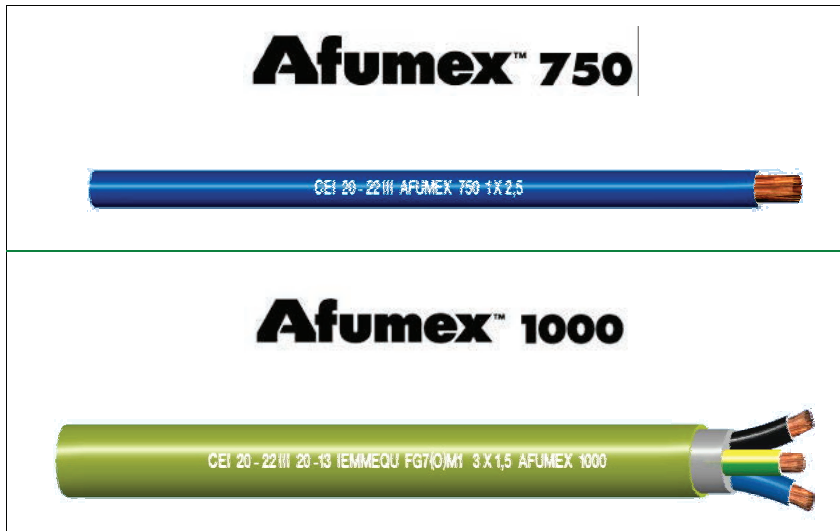 Afumex™ 750
CEI 20 - 22 III AFUMEX 750 1 X 2,5
Afumex™ 1000
CEI 20 - 22 III 20 -13 IEMMEQU FG7(O)M1 3 X 1,5 AFUMEX 1000